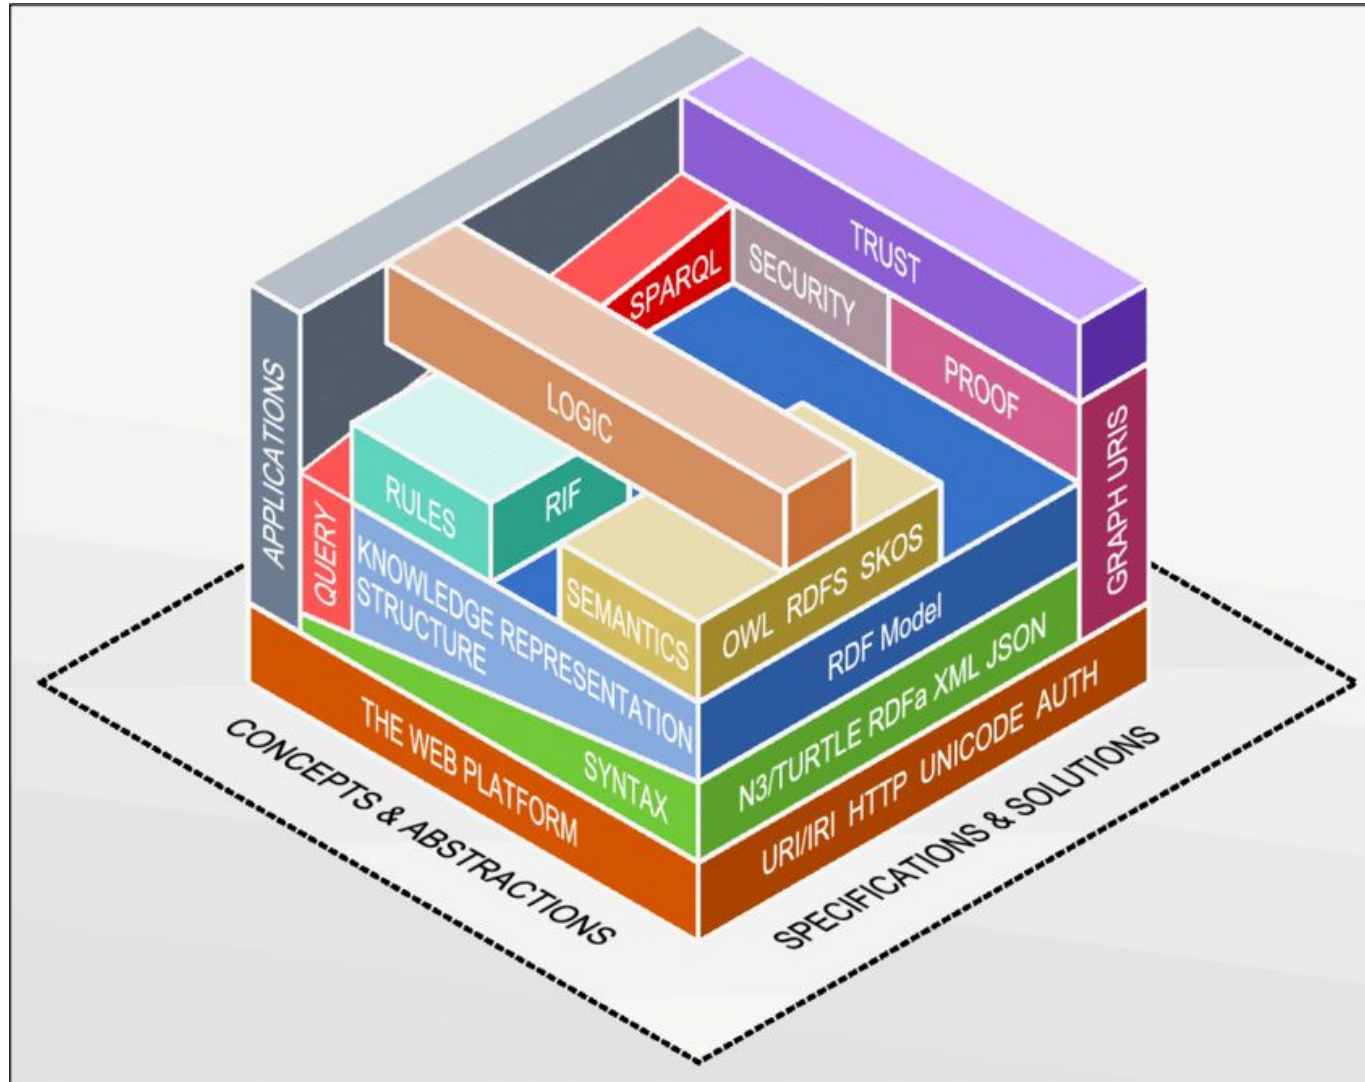 TRUST
SPARQL
SECURITY
PROOF
LOGIC
APPLICATIONS
RULES
RIF
GRAPH URIS
QUERY
KNOWLEDGE REPRESENTATION
STRUCTURE
SEMANTICS
OWL RDFS SKOS
RDF Model
SYNTAX
N3/TURTLE RDFa XML JSON
THE WEB PLATFORM
URI/IRI HTTP UNICODE AUTH
CONCEPTS & ABSTRACTIONS
SPECIFICATIONS & SOLUTIONS